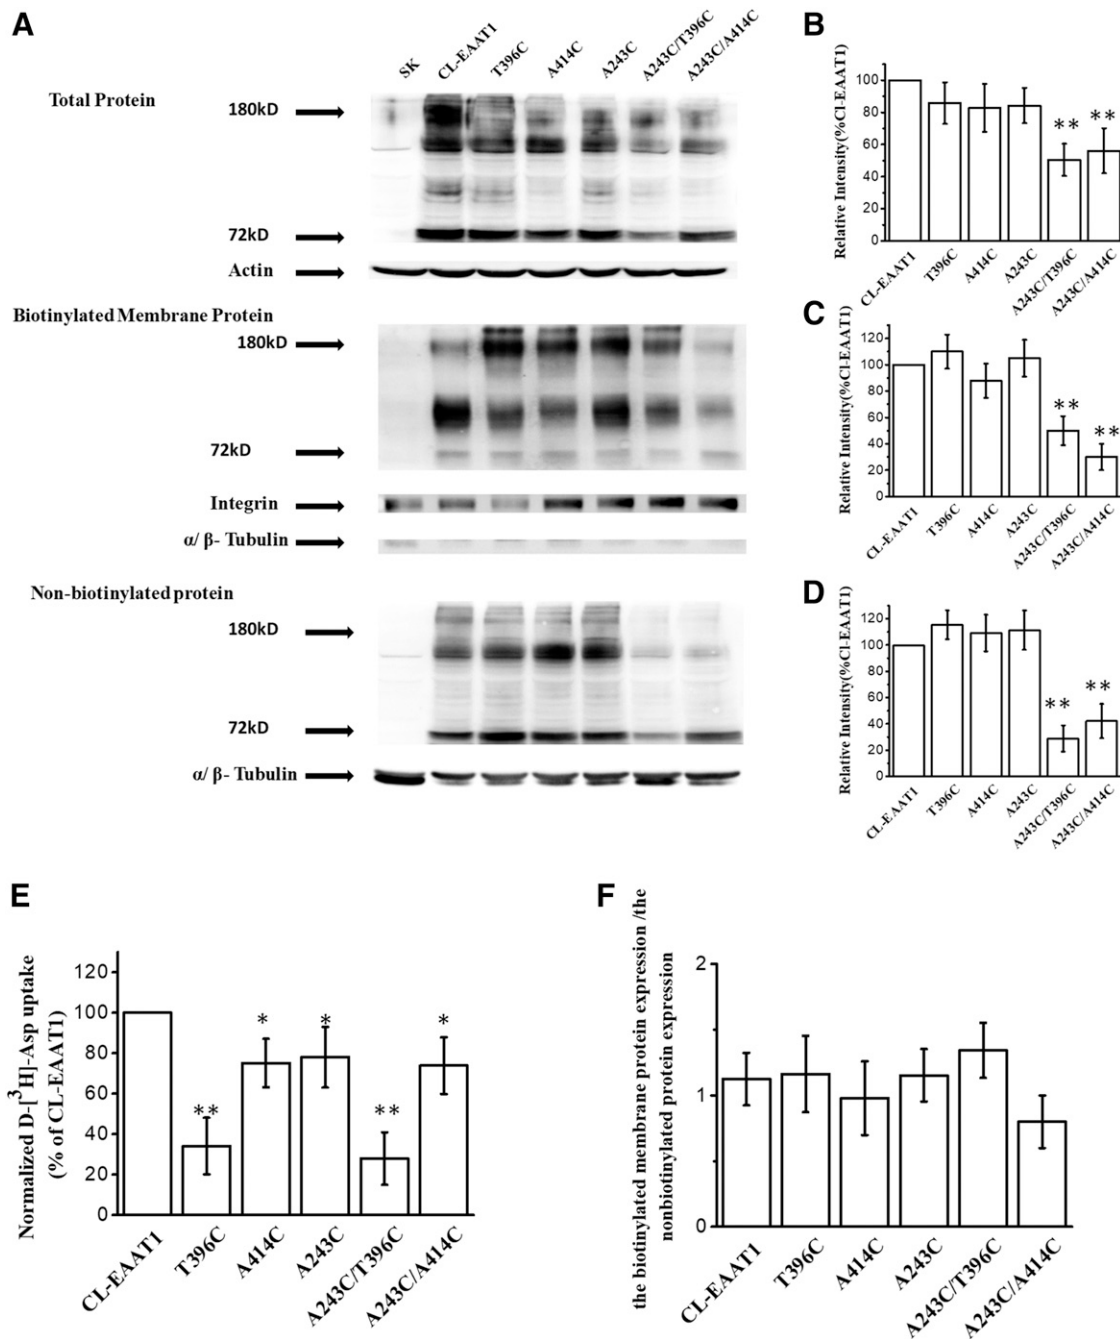 A
SK
CL-EAAT1
T396C
A414C
A243C
A243C/T396C
A243C/A414C
Total Protein
180kD
72kD
Actin
Biotinylated Membrane Protein
180kD
72kD
Integrin
α/ β- Tubulin
Non-biotinylated protein
180kD
72kD
α/ β- Tubulin
B
Relative Intensity(%Cl-EAAT1)
100
80
60
40
20
0
** **
CL-EAAT1
T396C
A414C
A243C
A243C/T396C
A243C/A414C
C
Relative Intensity(%Cl-EAAT1)
120
100
80
60
40
20
0
** **
CL-EAAT1
T396C
A414C
A243C
A243C/T396C
A243C/A414C
D
Relative Intensity(%Cl-EAAT1)
120
100
80
60
40
20
0
** **
CL-EAAT1
T396C
A414C
A243C
A243C/T396C
A243C/A414C
E
Normalized D-[³H]-Asp uptake
(% of CL-EAAT1)
120
100
80
60
40
20
0
** * * ** *
CL-EAAT1
T396C
A414C
A243C
A243C/T396C
A243C/A414C
F
the biotinylated membrane protein expression /the
nonbiotinylated protein expression
2
1
0
CL-EAAT1
T396C
A414C
A243C
A243C/T396C
A243C/A414C